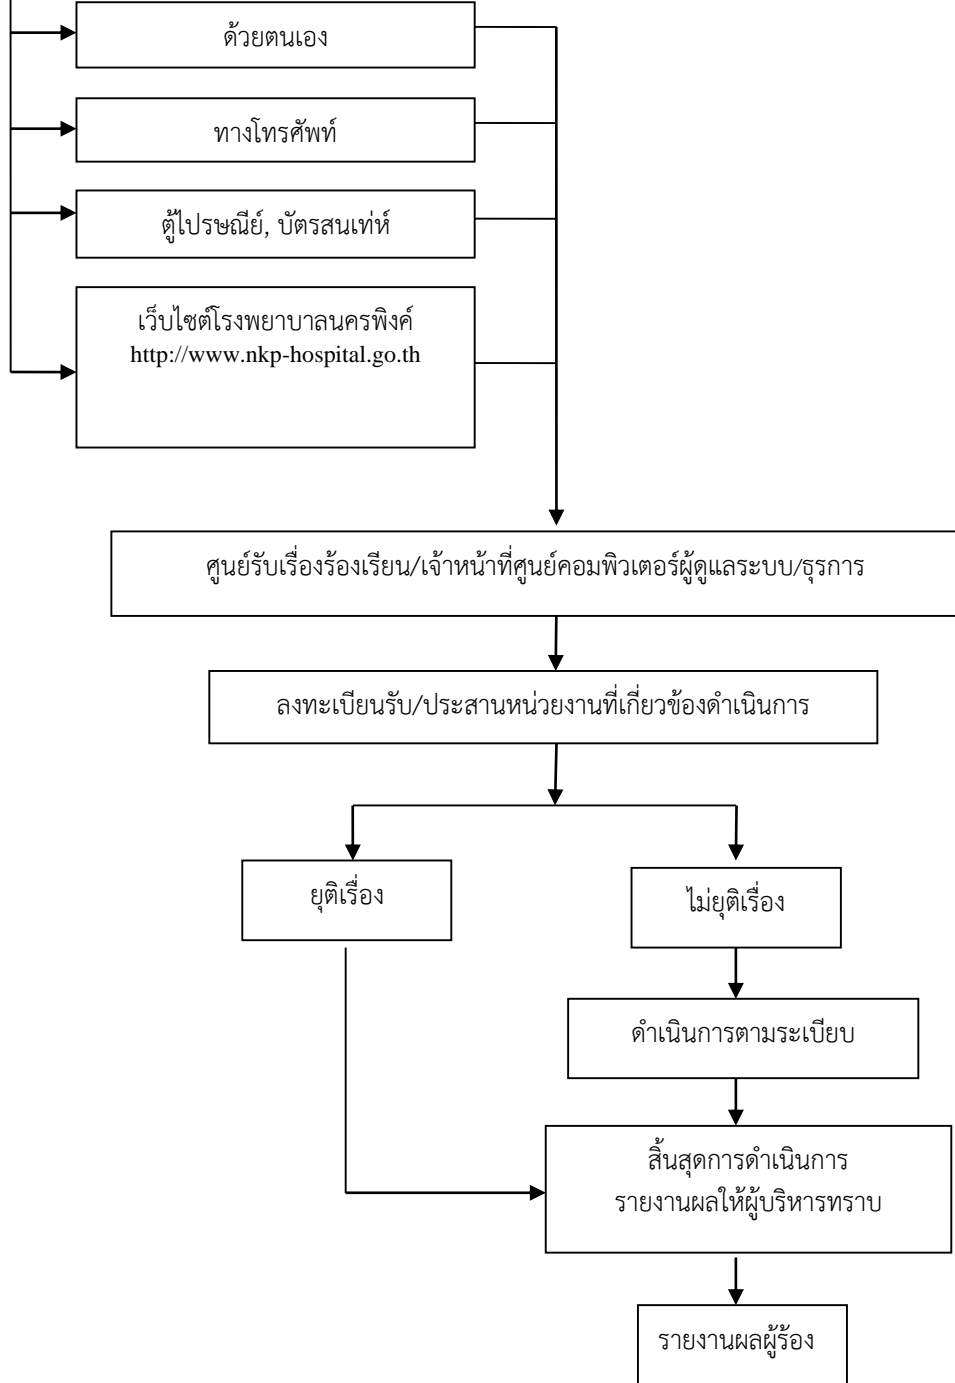 ด้วยตนเอง
ทางโทรศัพท์
ตู้ไปรษณีย์, บัตรสนเท่ห์
เว็บไซต์โรงพยาบาลนครพิงค์
http://www.nkp-hospital.go.th
ศูนย์รับเรื่องร้องเรียน/เจ้าหน้าที่ศูนย์คอมพิวเตอร์ผู้ดูแลระบบ/ธุรการ
ลงทะเบียนรับ/ประสานหน่วยงานที่เกี่ยวข้องดำเนินการ
ยุติเรื่อง
ไม่ยุติเรื่อง
ดำเนินการตามระเบียบ
สิ้นสุดการดำเนินการ
รายงานผลให้ผู้บริหารทราบ
รายงานผลผู้ร้อง